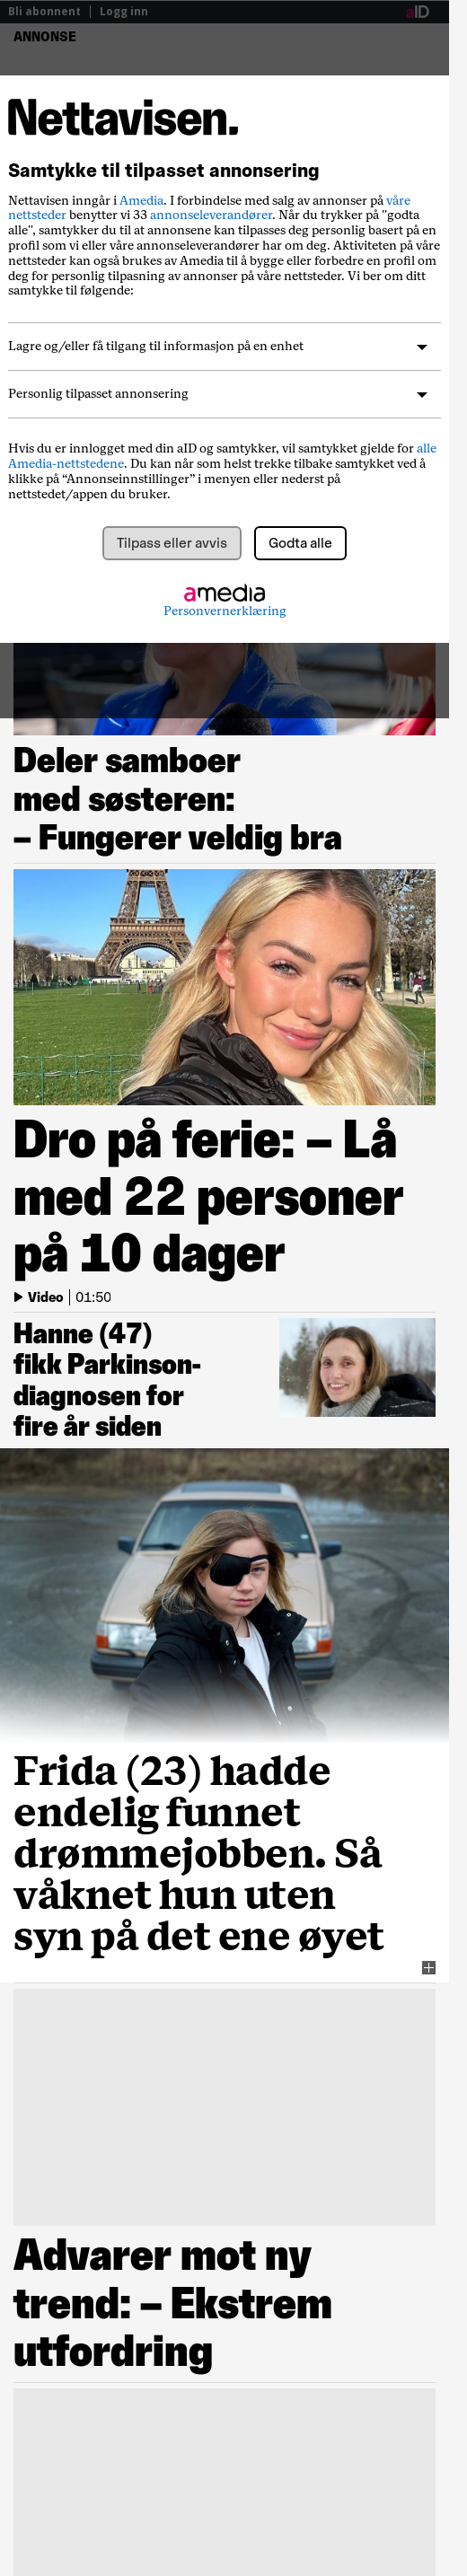 Bli abonnent | Logg inn
aID
ANNONSE
Nettavisen.
Samtykke til tilpasset annonsering
Nettavisen inngår i Amedia. I forbindelse med salg av annonser på våre
nettsteder benytter vi 33 annonseleverandører. Når du trykker på "godta
alle", samtykker du til at annonsene kan tilpasses deg personlig basert på en
profil som vi eller våre annonseleverandører har om deg. Aktiviteten på våre
nettsteder kan også brukes av Amedia til å bygge eller forbedre en profil om
deg for personlig tilpasning av annonser på våre nettsteder. Vi ber om ditt
samtykke til følgende:
Lagre og/eller få tilgang til informasjon på en enhet
Personlig tilpasset annonsering
Hvis du er innlogget med din aID og samtykker, vil samtykket gjelde for alle
Amedia-nettstedene. Du kan når som helst trekke tilbake samtykket ved å
klikke på “Annonseinnstillinger” i menyen eller nederst på
nettstedet/appen du bruker.
Tilpass eller avvis
Godta alle
amedia
Personvernerklæring
Deler samboer
med søsteren:
– Fungerer veldig bra
Dro på ferie: – Lå
med 22 personer
på 10 dager
Video | 01:50
Hanne (47)
fikk Parkinson-
diagnosen for
fire år siden
Frida (23) hadde
endelig funnet
drømmejobben. Så
våknet hun uten
syn på det ene øyet
Advarer mot ny
trend: – Ekstrem
utfordring